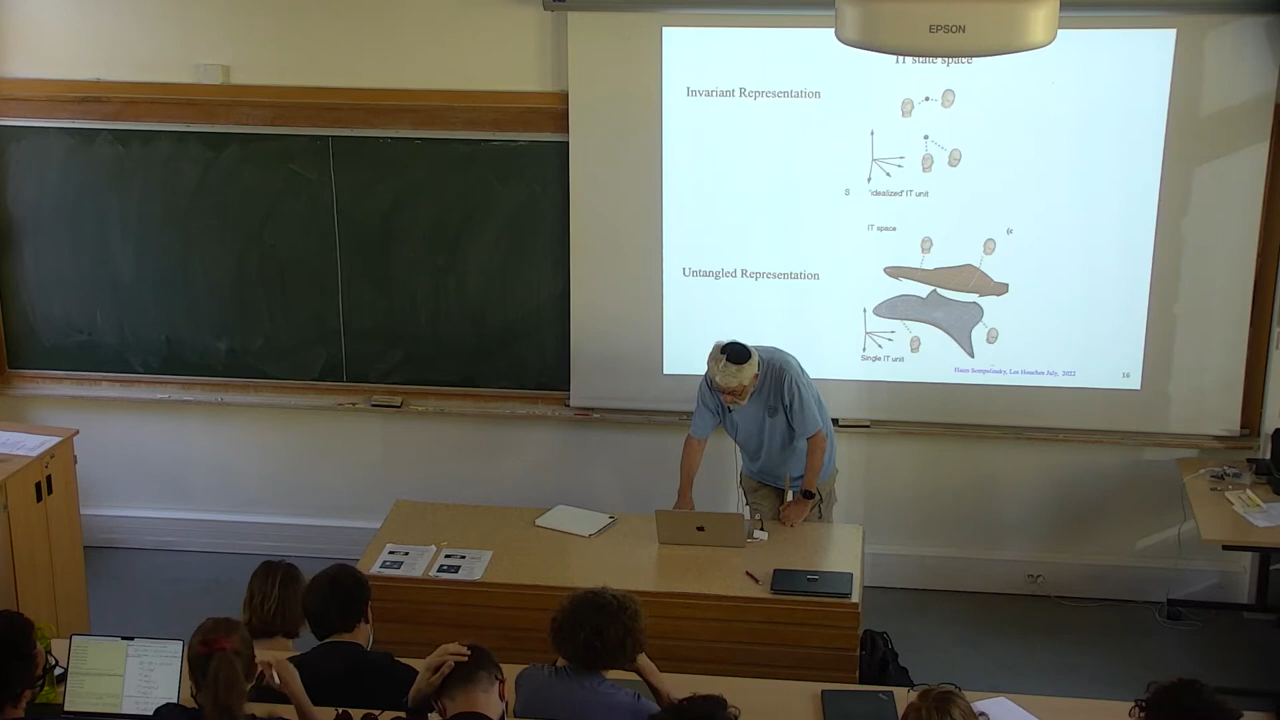 EPSON
IT state space
Invariant Representation
S 'idealized' IT unit
IT space
(c
Untangled Representation
Single IT unit
Haim Sompolinsky, Les Houches July, 2022
16